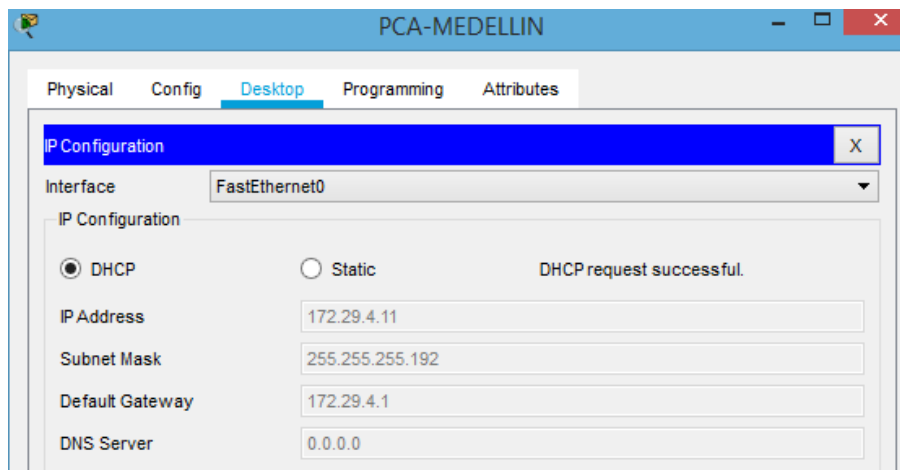 PCA-MEDELLIN
Physical Config Desktop Programming Attributes
IP Configuration X
Interface FastEthernet0
IP Configuration
DHCP Static DHCP request successful.
IP Address 172.29.4.11
Subnet Mask 255.255.255.192
Default Gateway 172.29.4.1
DNS Server 0.0.0.0